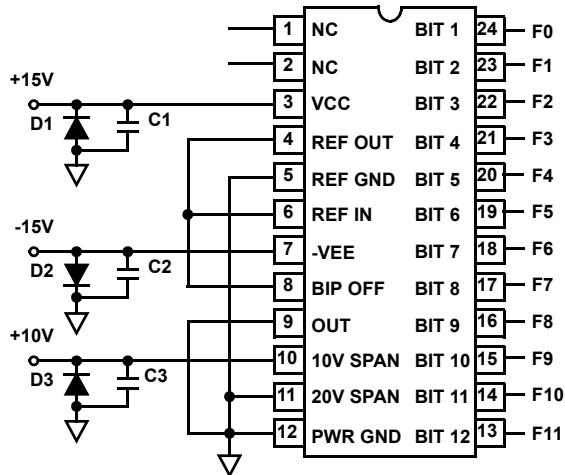 1 NC BIT 1 24 F0
2 NC BIT 2 23 F1
+15V
3 VCC BIT 3 22 F2
D1 C1
4 REF OUT BIT 4 21 F3
5 REF GND BIT 5 20 F4
6 REF IN BIT 6 19 F5
-15V
7 -VEE BIT 7 18 F6
D2 C2
8 BIP OFF BIT 8 17 F7
9 OUT BIT 9 16 F8
+10V
10 10V SPAN BIT 10 15 F9
D3 C3
11 20V SPAN BIT 11 14 F10
12 PWR GND BIT 12 13 F11